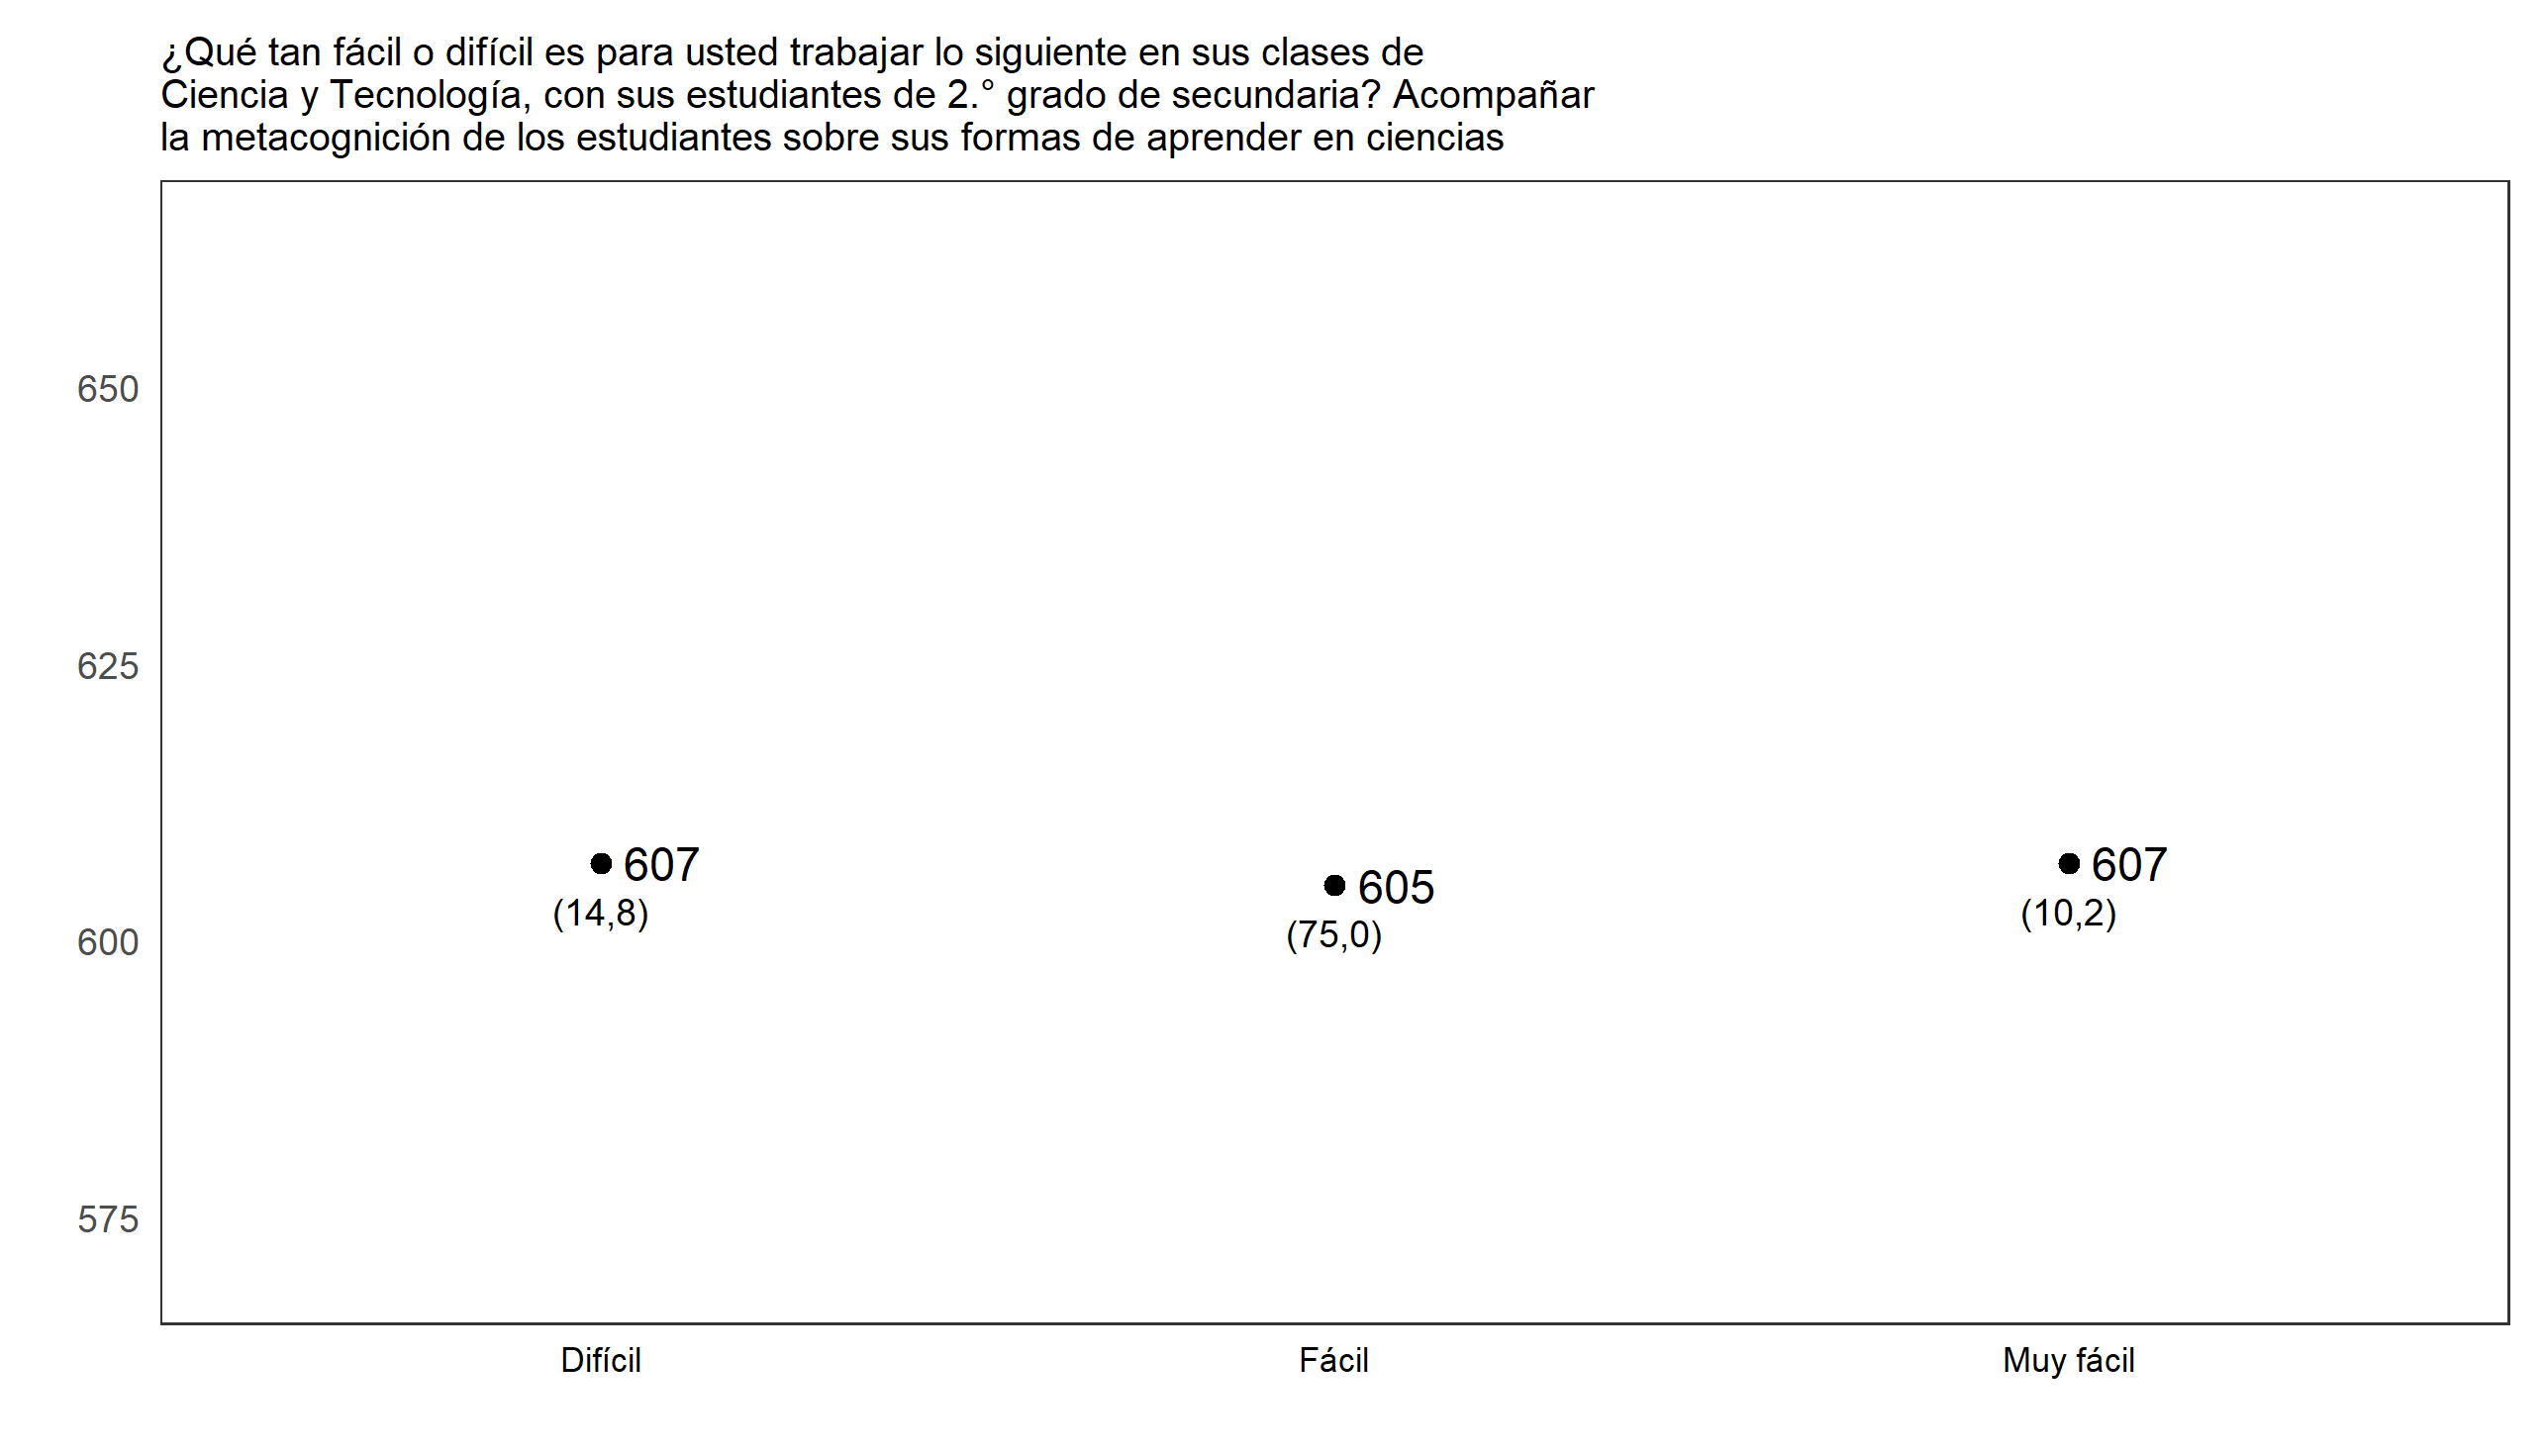 ¿Qué tan fácil o difícil es para usted trabajar lo siguiente en sus clases de
Ciencia y Tecnología, con sus estudiantes de 2.° grado de secundaria? Acompañar
la metacognición de los estudiantes sobre sus formas de aprender en ciencias
650
625
600
575
607
(14,8)
605
(75,0)
607
(10,2)
Difícil
Fácil
Muy fácil